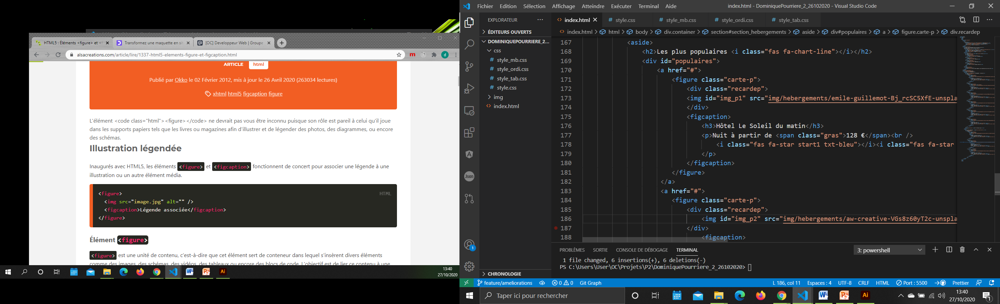 HTML5 : Éléments <figure> et <f
Transformez une maquette en sit
[OC] Developpeur Web | Groupe
alsacreations.com/article/lire/1337-html5-elements-figure-et-figcaption.html
m
d
ARTICLE html
Publié par Okko le 02 Février 2012, mis à jour le 26 Avril 2020 (263034 lectures)
xhtml html5 figcaption figure
L'élément <code class="html"><figure></code> ne devrait pas vous être inconnu puisque son rôle est pareil à celui qu'il joue
dans les supports papiers tels que les livres ou magazines afin d'illustrer et de légender des photos, des diagrammes, ou encore
des schémas.
Illustration légendée
Inaugurés avec HTML5, les éléments <figure> et <figcaption> fonctionnent de concert pour associer une légende à une
illustration ou un autre élément média.
HTML
<figure>
<img src="image.jpg" alt="" />
<figcaption>Légende associée</figcaption>
</figure>
Élément <figure>
<figure> est une unité de contenu, c'est-à-dire que cet élément sert de conteneur dans lequel s'insèrent divers éléments
comme des images, des schémas, des vidéos, des tableaux ou encore des blocs de code. L'objectif est de lier ce contenu à une
13:40
27/10/2020
Fichier Edition Sélection Affichage Atteindre Exécuter Terminal Aide
index.html - DominiquePourriere_2_26102020 - Visual Studio Code
EXPLORATEUR
ÉDITEURS OUVERTS
DOMINIQUEPOURRIERE_2...
css
style_mb.css
style_ordi.css
style_tab.css
style.css
img
index.html
CHRONOLOGIE
Json
1
index.html style.css style_mb.css style_ordi.css style_tab.css
index.html > html > body > div.container > section#section_hebergements > aside > div#populaires > a > figure.carte-p > div.recardep
167 <aside>
168 <h2>Les plus populaires <i class="fas fa-chart-line"></i></h2>
169 <div id="populaires">
170 <a href="#">
171 <figure class="carte-p">
172 <div class="recardep">
173 <img id="img_p1" src="img/hebergements/emile-guillemot-Bj_rcSC5XfE-unspla
174 </div>
175 <figcaption>
176 <h3>Hôtel Le Soleil du matin</h3>
177 <p>Nuit à partir de <span class="gras">128 €</span><br />
178 <i class="fas fa-star start1 txt-bleu"></i><i class="fas fa-star
179 </p>
180 </figcaption>
181 </figure>
182 </a>
183 <a href="#">
184 <figure class="carte-p">
185 <div class="recardep">
186 <img id="img_p2" src="img/hebergements/aw-creative-VGs8z60yT2c-unspla
187 </div>
188 <figcaption>
PROBLÈMES SORTIE CONSOLE DE DÉBOGAGE TERMINAL
3: powershell
1 file changed, 6 insertions(+), 6 deletions(-)
PS C:\Users\User\OC\Projets\P2\DominiquePourriere_2_26102020>
feature/ameliorations 0 0 Git Graph
L 186, col 11 Espaces : 4 UTF-8 CRLF HTML Port : 5500 Prettier
Taper ici pour rechercher
13:40
27/10/2020
1